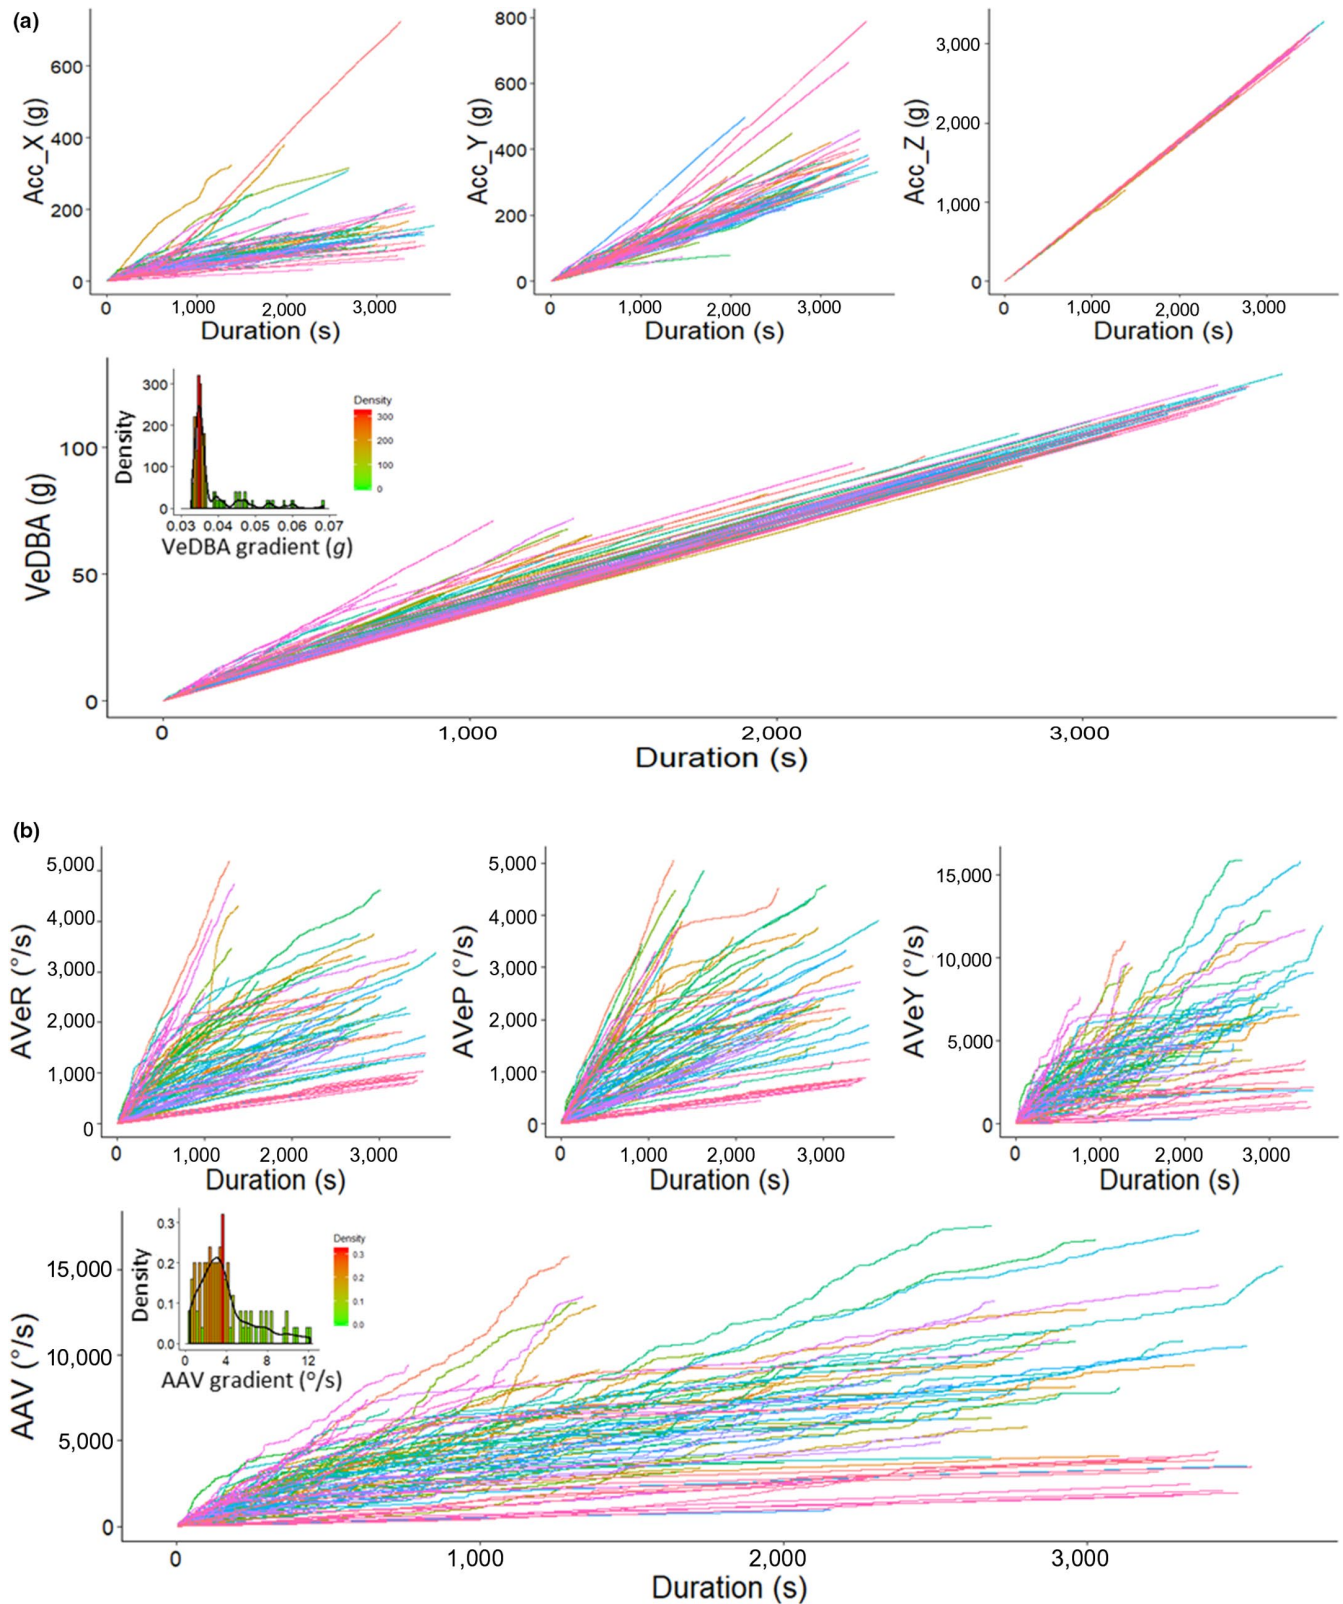 (a)
Acc_X (g)
600
400
200
0
0 1,000 2,000 3,000
Duration (s)
Acc_Y (g)
800
600
400
200
0
0 1,000 2,000 3,000
Duration (s)
Acc_Z (g)
3,000
2,000
1,000
0
0 1,000 2,000 3,000
Duration (s)
VeDBA (g)
100
50
0
0 1,000 2,000 3,000
Duration (s)
Density
300
200
100
0
0.03 0.04 0.05 0.06 0.07
VeDBA gradient (g)
Density
300
200
100
0
(b)
AVeR (°/s)
5,000
4,000
3,000
2,000
1,000
0
0 1,000 2,000 3,000
Duration (s)
AVeP (°/s)
5,000
4,000
3,000
2,000
1,000
0
0 1,000 2,000 3,000
Duration (s)
AVeY (°/s)
15,000
10,000
5,000
0
0 1,000 2,000 3,000
Duration (s)
AAV (°/s)
15,000
10,000
5,000
0
0 1,000 2,000 3,000
Duration (s)
Density
0.3
0.2
0.1
0.0
0 4 8 12
AAV gradient (°/s)
Density
0.3
0.2
0.1
0.0